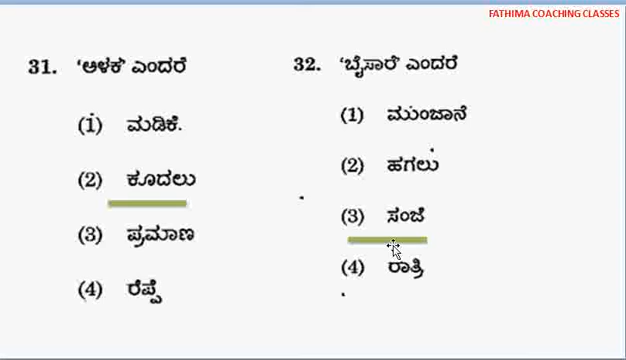 FATHIMA COACHING CLASSES
31. 'ಅಳಕ' ಎಂದರೆ
(1) ಮಡಿಕೆ.
(2) ಕೂದಲು
(3) ಪ್ರಮಾಣ
(4) ರೆಪ್ಪೆ
32. 'ಬೈಸಾರೆ' ಎಂದರೆ
(1) ಮುಂಜಾನೆ
(2) ಹಗಲು
(3) ಸಂಜೆ
(4) ರಾತ್ರಿ